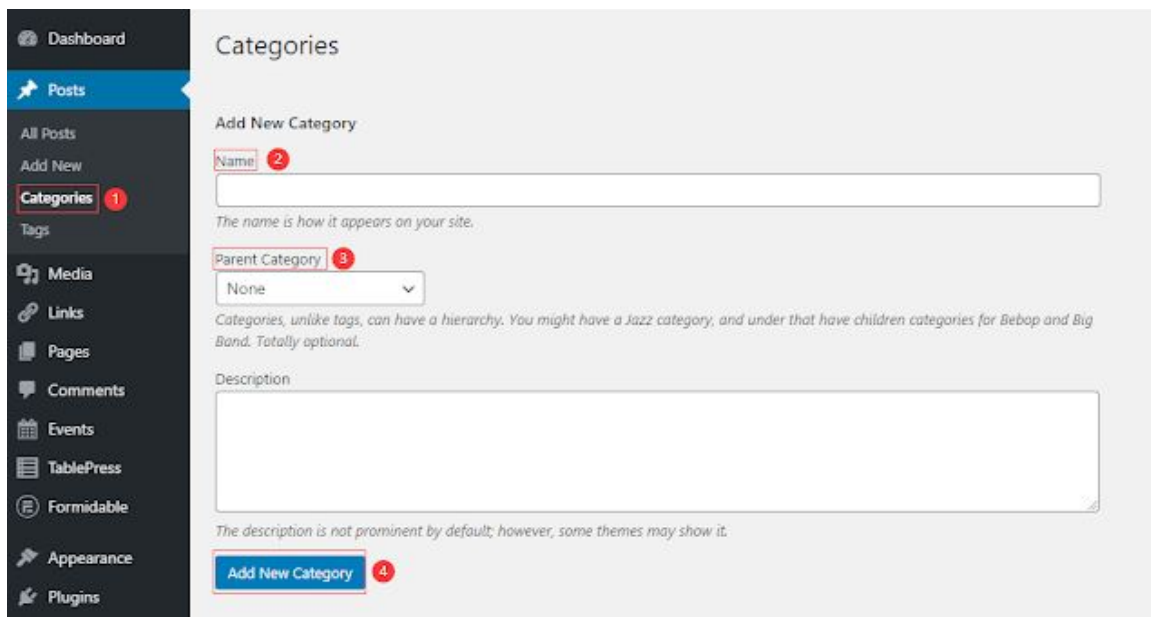 Dashboard
Posts
All Posts
Add New
Categories 1
Tags
Media
Links
Pages
Comments
Events
TablePress
Formidable
Appearance
Plugins
Categories
Add New Category
Name 2
The name is how it appears on your site.
Parent Category 3
None
Categories, unlike tags, can have a hierarchy. You might have a Jazz category, and under that have children categories for Bebop and Big
Band. Totally optional.
Description
The description is not prominent by default; however, some themes may show it.
Add New Category 4